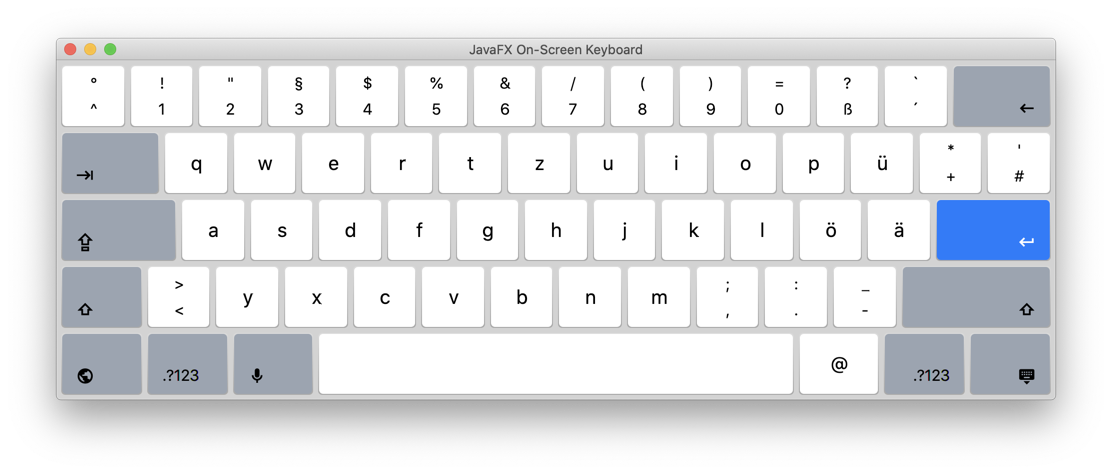 JavaFX On-Screen Keyboard
° ! " § $ % & / ( ) = ? `
^ 1 2 3 4 5 6 7 8 9 0 ß ´ ←
q w e r t z u i o p ü * '
+ #
a s d f g h j k l ö ä
> y x c v b n m ; : _
< , . -
.?123 @ .?123